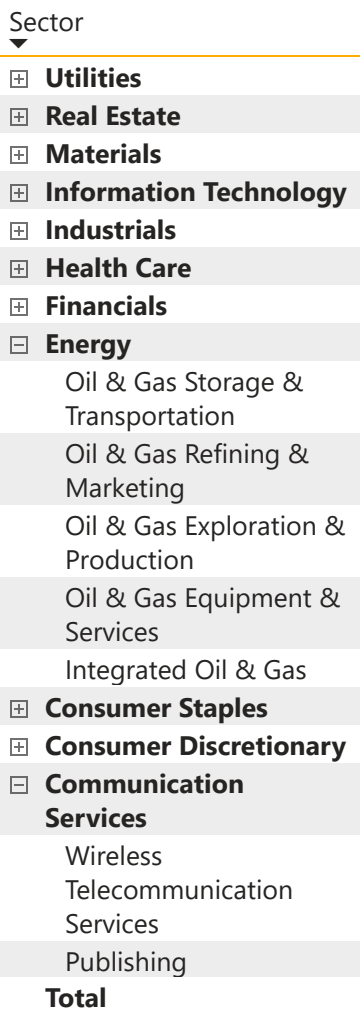 Sector
Utilities
Real Estate
Materials
Information Technology
Industrials
Health Care
Financials
Energy
Oil & Gas Storage &
Transportation
Oil & Gas Refining &
Marketing
Oil & Gas Exploration &
Production
Oil & Gas Equipment &
Services
Integrated Oil & Gas
Consumer Staples
Consumer Discretionary
Communication
Services
Wireless
Telecommunication
Services
Publishing
Total